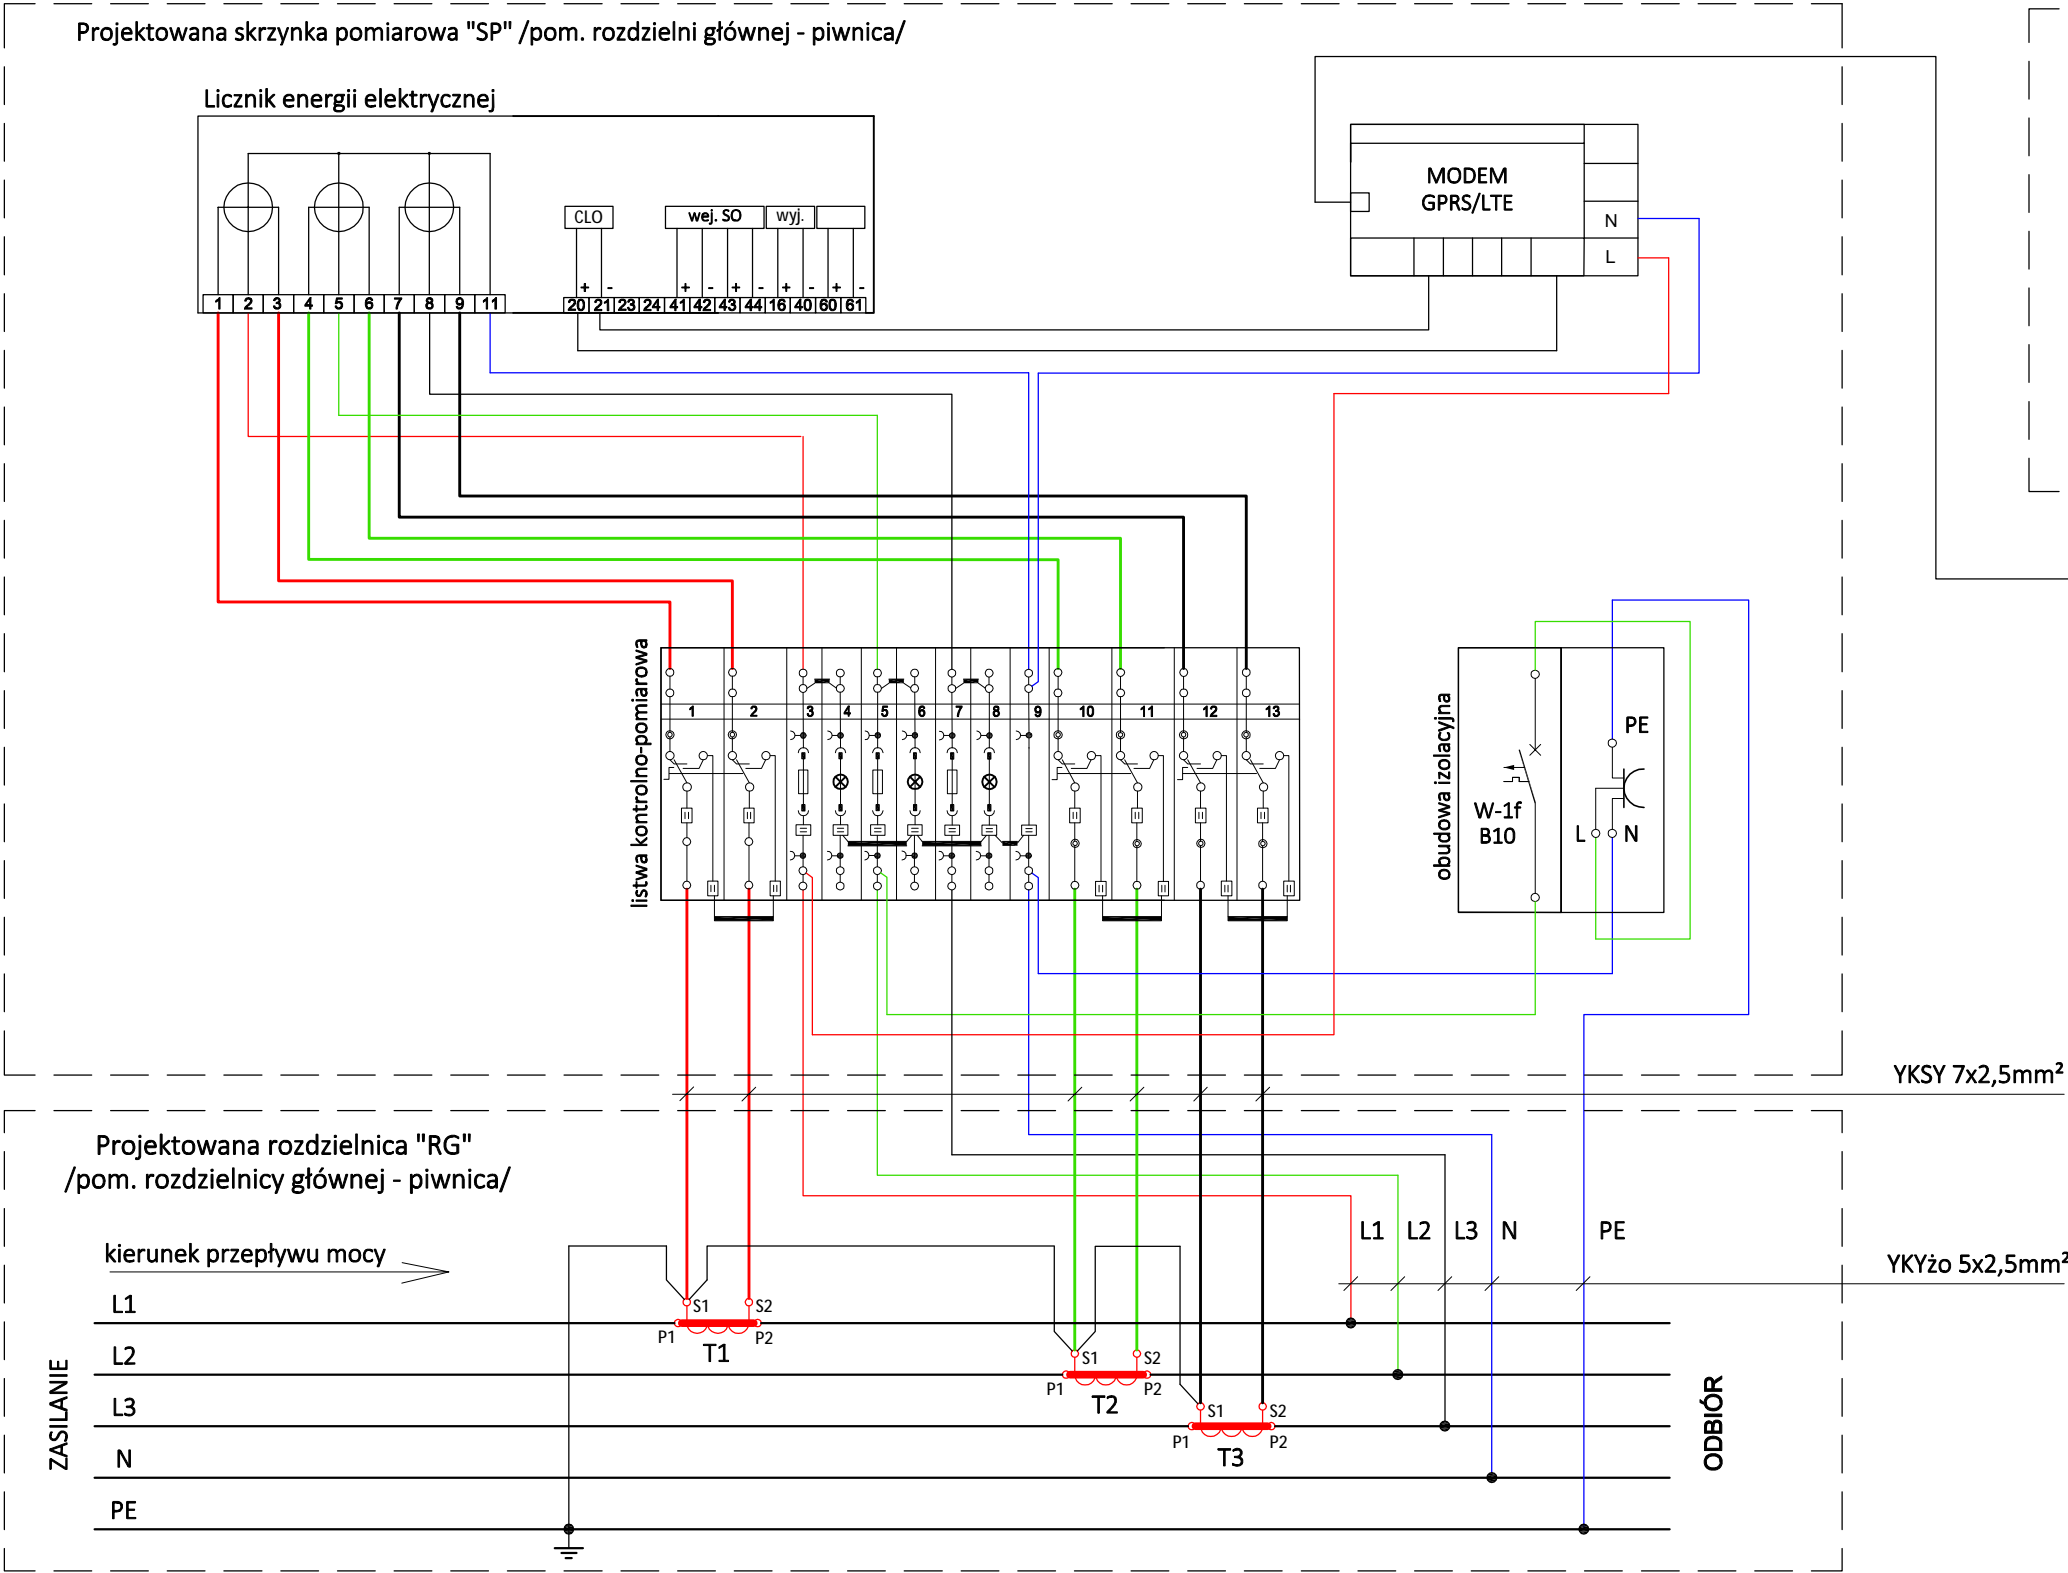 Projektowana skrzynka pomiarowa "SP" /pom. rozdzielni głównej - piwnica/
Licznik energii elektrycznej
CLO wej. SO wyj.
+ - + - + - + - + -
1 2 3 4 5 6 7 8 9 11 20 21 23 24 41 42 43 44 16 40 60 61
MODEM
GPRS/LTE
N
L
listwa kontrolno-pomiarowa
1 2 3 4 5 6 7 8 9 10 11 12 13
obudowa izolacyjna
W-1f
B10
PE
L N
YKSY 7x2,5mm²
Projektowana rozdzielnica "RG"
/pom. rozdzielnicy głównej - piwnica/
L1 L2 L3 N PE
YKYżo 5x2,5mm²
kierunek przepływu mocy
ZASILANIE
L1
S1 S2
P1 P2
T1
L2
S1 S2
P1 P2
T2
L3
S1 S2
P1 P2
T3
N
PE
ODBIÓR